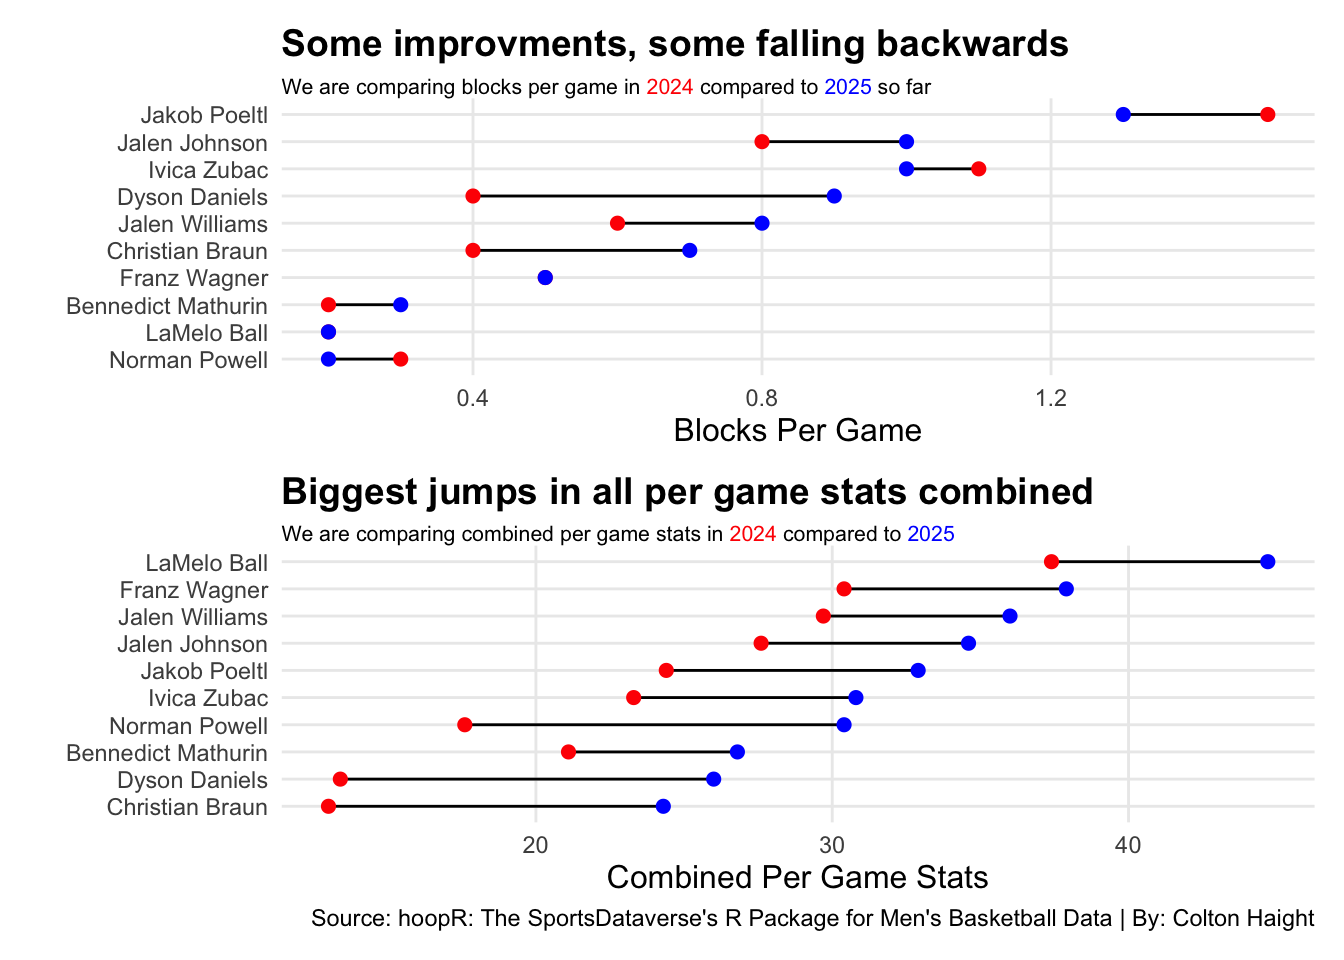 Some improvments, some falling backwards
We are comparing blocks per game in 2024 compared to 2025 so far
Jakob Poeltl
Jalen Johnson
Ivica Zubac
Dyson Daniels
Jalen Williams
Christian Braun
Franz Wagner
Bennedict Mathurin
LaMelo Ball
Norman Powell
0.4 0.8 1.2
Blocks Per Game
Biggest jumps in all per game stats combined
We are comparing combined per game stats in 2024 compared to 2025
LaMelo Ball
Franz Wagner
Jalen Williams
Jalen Johnson
Jakob Poeltl
Ivica Zubac
Norman Powell
Bennedict Mathurin
Dyson Daniels
Christian Braun
20 30 40
Combined Per Game Stats
Source: hoopR: The SportsDataverse's R Package for Men's Basketball Data | By: Colton Haight